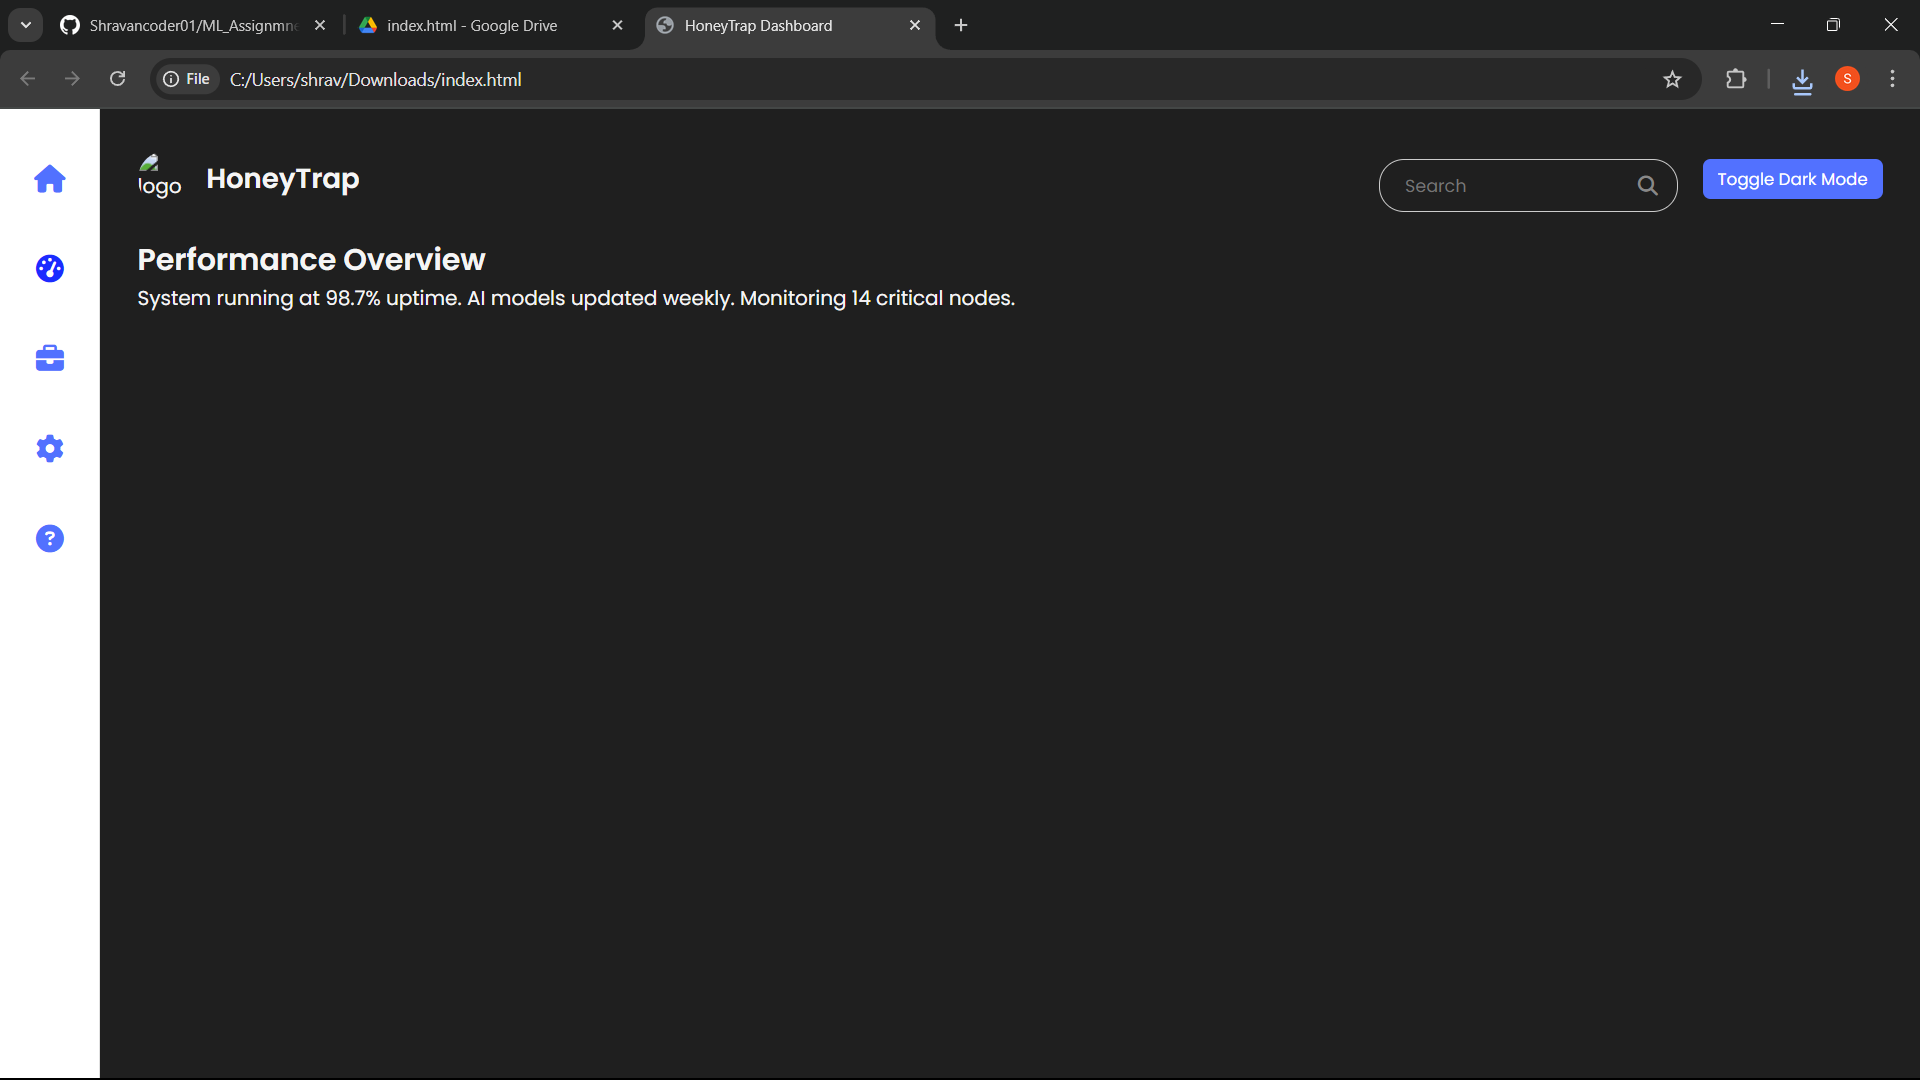 Shravancoder01/ML_Assignmne
index.html - Google Drive
HoneyTrap Dashboard
File
C:/Users/shrav/Downloads/index.html
S
logo
HoneyTrap
Search
Toggle Dark Mode
Performance Overview
System running at 98.7% uptime. AI models updated weekly. Monitoring 14 critical nodes.